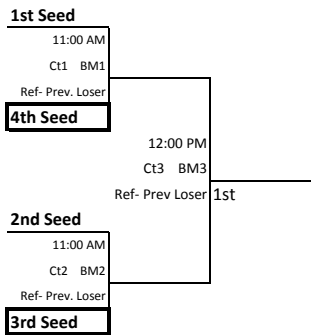 1st Seed
11:00 AM
Ct1 BM1
Ref- Prev. Loser
4th Seed
12:00 PM
Ct3 BM3
Ref- Prev Loser 1st
2nd Seed
11:00 AM
Ct2 BM2
Ref- Prev. Loser
3rd Seed